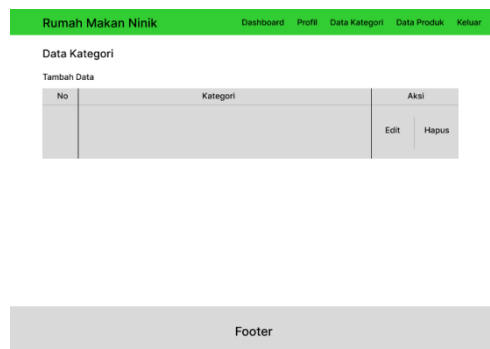 Rumah Makan Ninik Dashboard Profil Data Kategori Data Produk Keluar
Data Kategori
Tambah Data
No Kategori Aksi
Edit Hapus
Footer